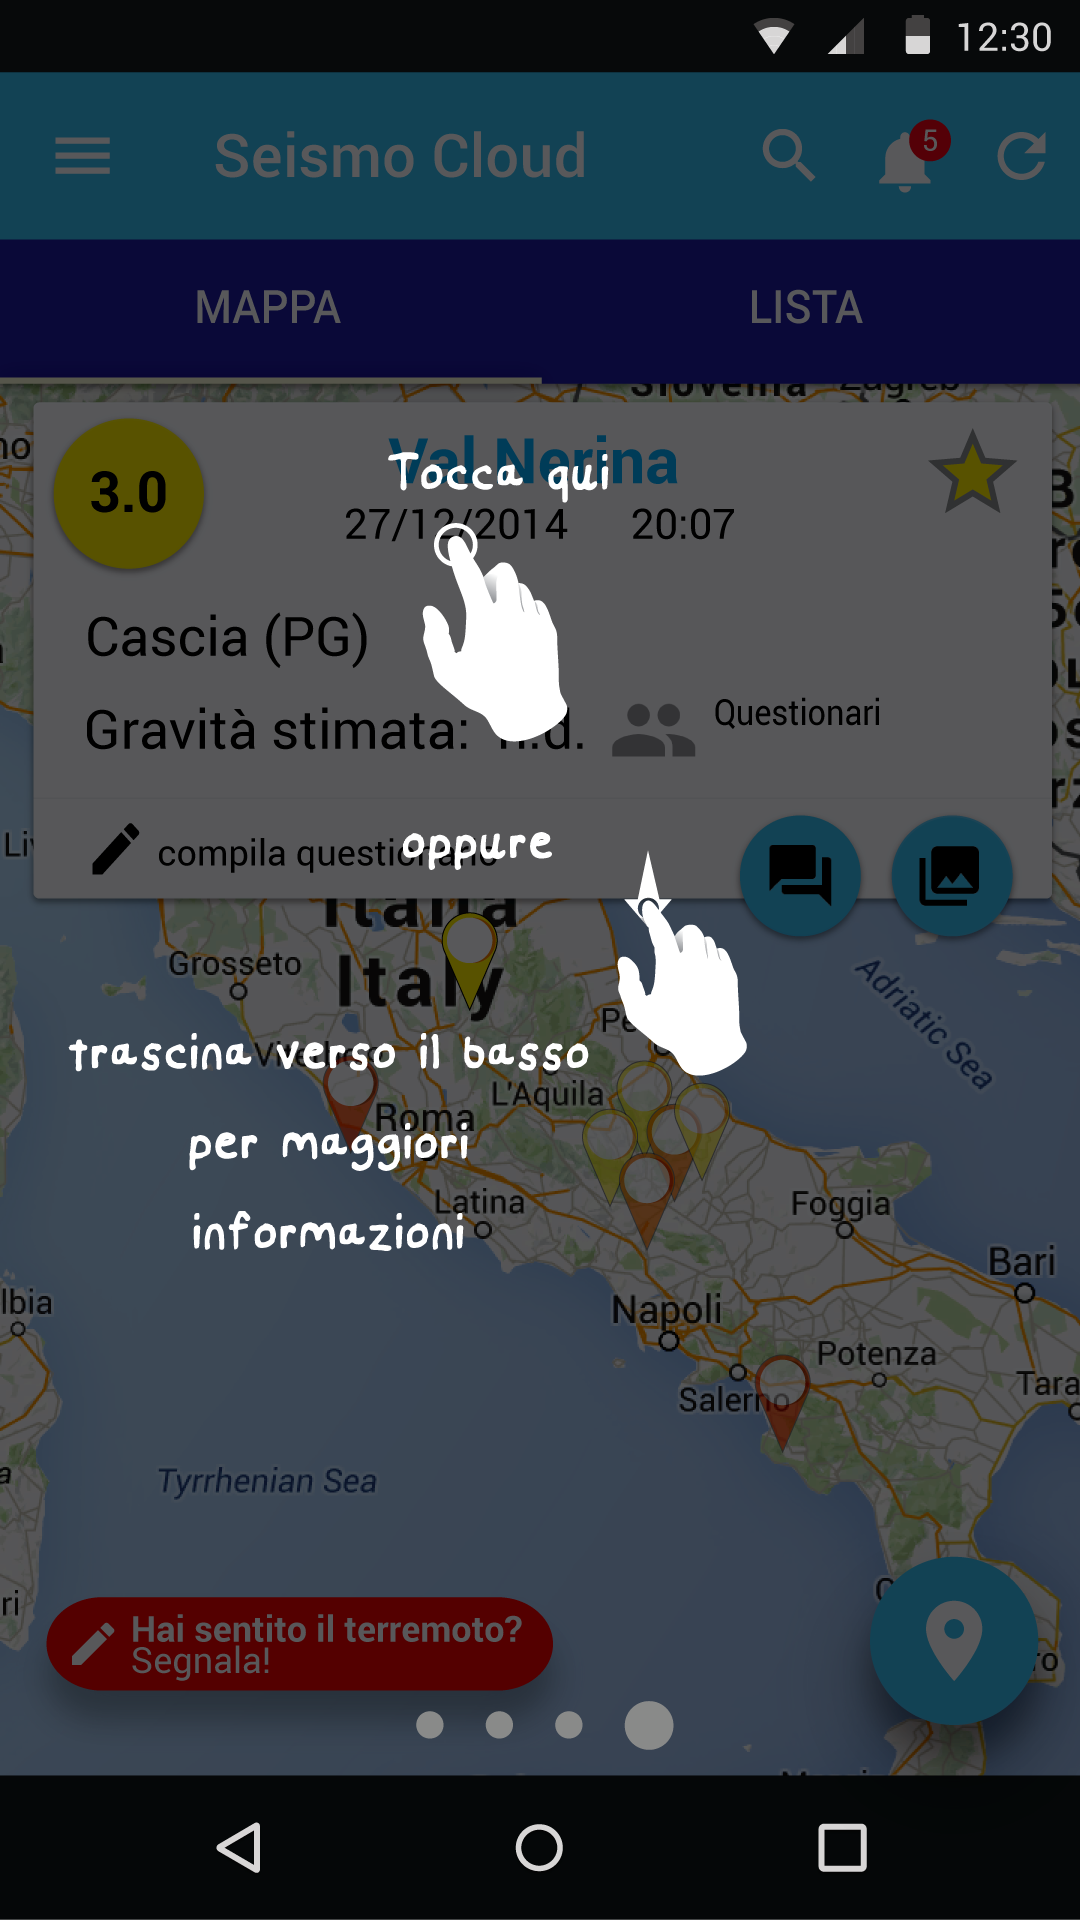 12:30
Seismo Cloud
5
MAPPA
LISTA
3.0
Val Nerina
Tocca qui
27/12/2014 20:07
Cascia (PG)
Gravità stimata: n.d.
Questionari
compila questionario
oppure
Italia
Italy
Grosseto
Adriatic Sea
trascina verso il basso
L'Aquila
Roma
per maggiori
Latina
Foggia
informazioni
Bari
Napoli
Potenza
Salerno
Tyrrhenian Sea
Hai sentito il terremoto?
Segnala!